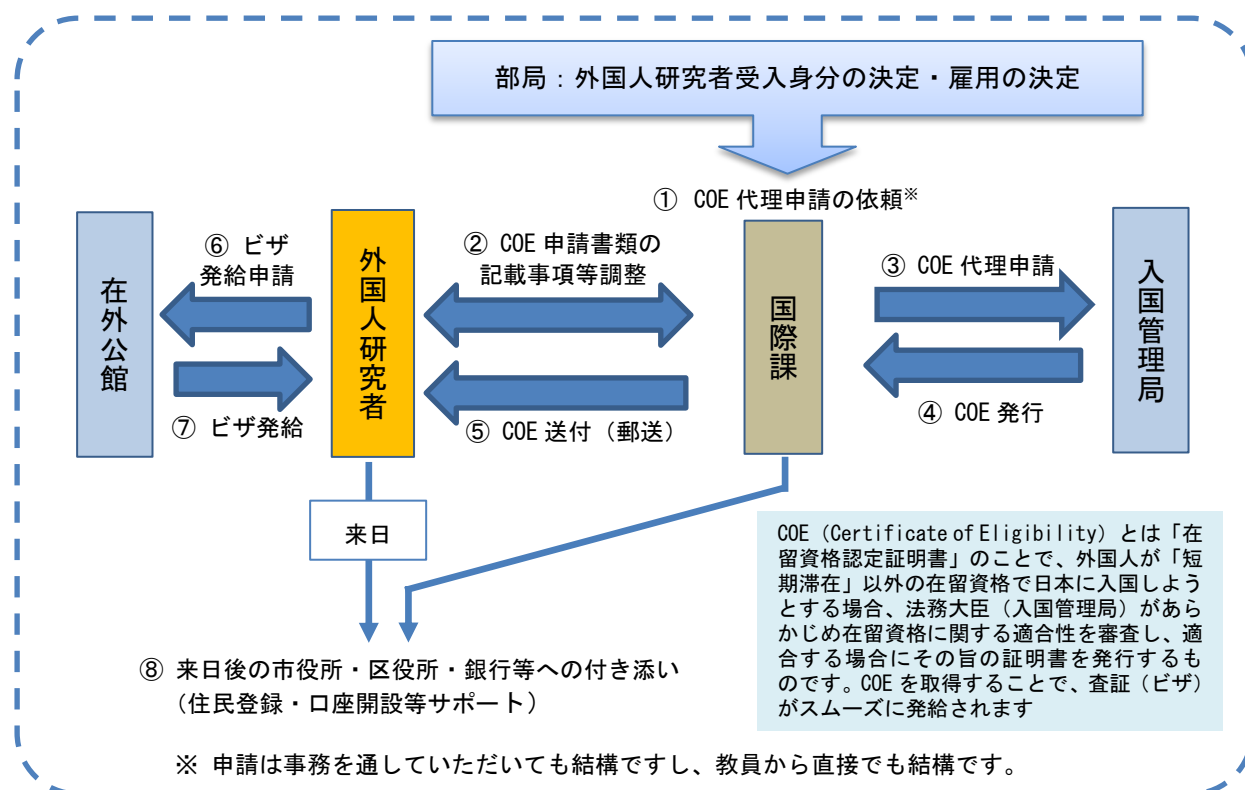 部局：外国人研究者受入身分の決定・雇用の決定
① COE 代理申請の依頼※
⑥ ビザ
発給申請
② COE 申請書類の
記載事項等調整
③ COE 代理申請
在外公館
外国人研究者
国際課
入国管理局
⑦ ビザ発給
⑤ COE 送付（郵送）
④ COE 発行
来日
COE（Certificate of Eligibility）とは「在
留資格認定証明書」のことで、外国人が「短
期滞在」以外の在留資格で日本に入国しよう
とする場合、法務大臣（入国管理局）があら
かじめ在留資格に関する適合性を審査し、適
合する場合にその旨の証明書を発行するも
のです。COE を取得することで、査証（ビザ）
がスムーズに発給されます
⑧ 来日後の市役所・区役所・銀行等への付き添い
（住民登録・口座開設等サポート）
※ 申請は事務を通していただいても結構ですし、教員から直接でも結構です。